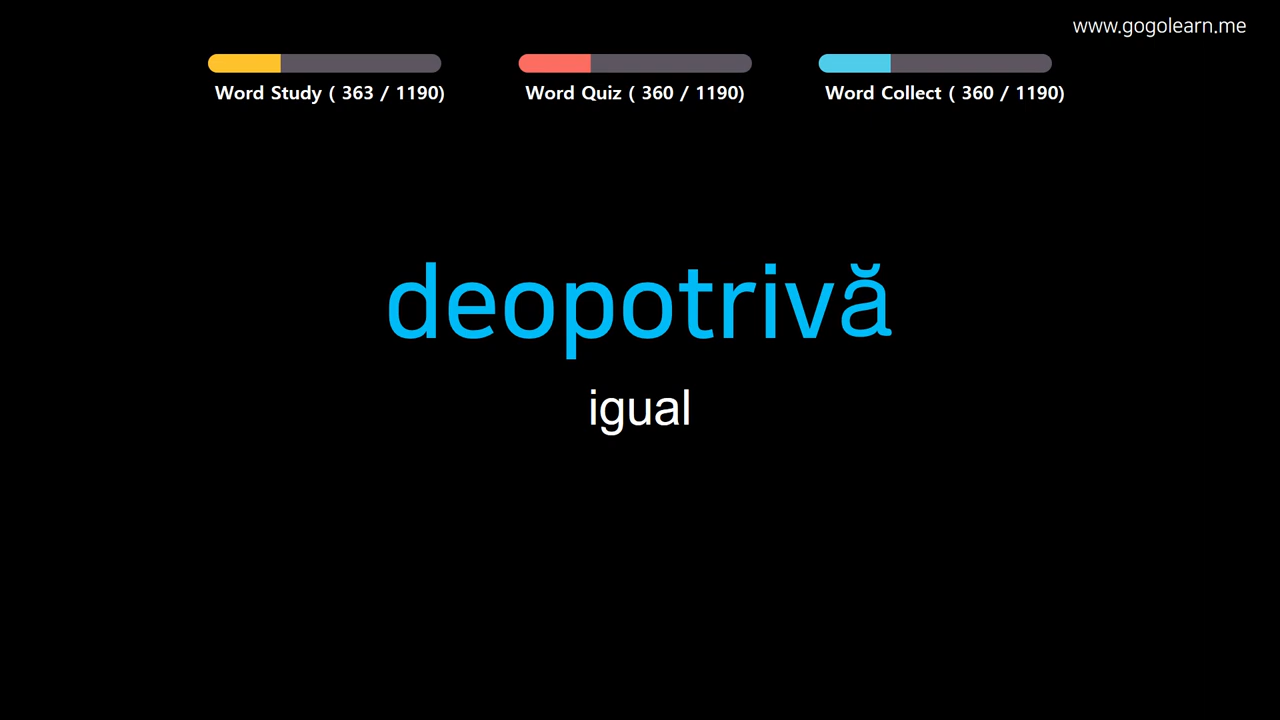 www.gogolearn.me
Word Study ( 363 / 1190)
Word Quiz ( 360 / 1190)
Word Collect ( 360 / 1190)
deopotrivă
igual